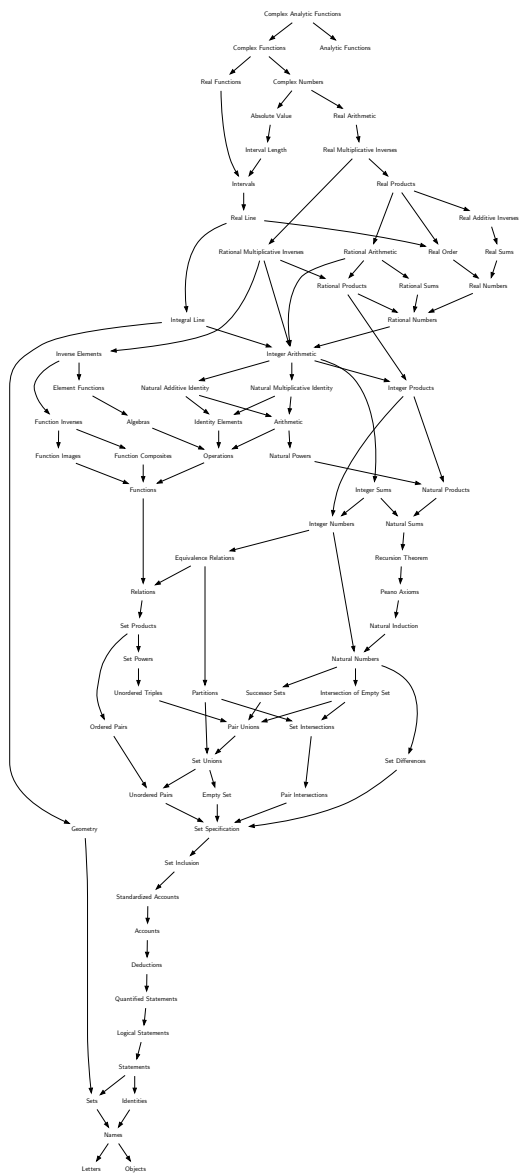 Complex Analytic Functions
Complex Functions
Analytic Functions
Real Functions
Complex Numbers
Absolute Value
Real Arithmetic
Interval Length
Real Multiplicative Inverses
Intervals
Real Products
Real Line
Real Additive Inverses
Rational Multiplicative Inverses
Rational Arithmetic
Real Order
Real Sums
Rational Products
Rational Sums
Real Numbers
Integral Line
Rational Numbers
Inverse Elements
Integer Arithmetic
Element Functions
Natural Additive Identity
Natural Multiplicative Identity
Integer Products
Function Inverses
Algebras
Identity Elements
Arithmetic
Function Images
Function Composites
Operations
Natural Powers
Functions
Integer Sums
Natural Products
Integer Numbers
Natural Sums
Equivalence Relations
Recursion Theorem
Relations
Peano Axioms
Set Products
Natural Induction
Set Powers
Natural Numbers
Unordered Triples
Partitions
Successor Sets
Intersection of Empty Set
Ordered Pairs
Pair Unions
Set Intersections
Set Unions
Set Differences
Unordered Pairs
Empty Set
Pair Intersections
Geometry
Set Specification
Set Inclusion
Standardized Accounts
Accounts
Deductions
Quantified Statements
Logical Statements
Statements
Sets
Identities
Names
Letters
Objects